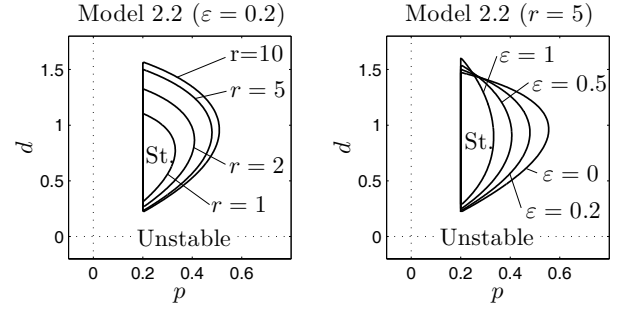 Model 2.2 (ε = 0.2)
1.5
1
0.5
0
d
r=10
r = 5
r = 2
r = 1
St.
Unstable
0
0.2
0.4
0.6
p
Model 2.2 (r = 5)
1.5
1
0.5
0
d
ε = 1
ε = 0.5
ε = 0
ε = 0.2
St.
Unstable
0
0.2
0.4
0.6
p